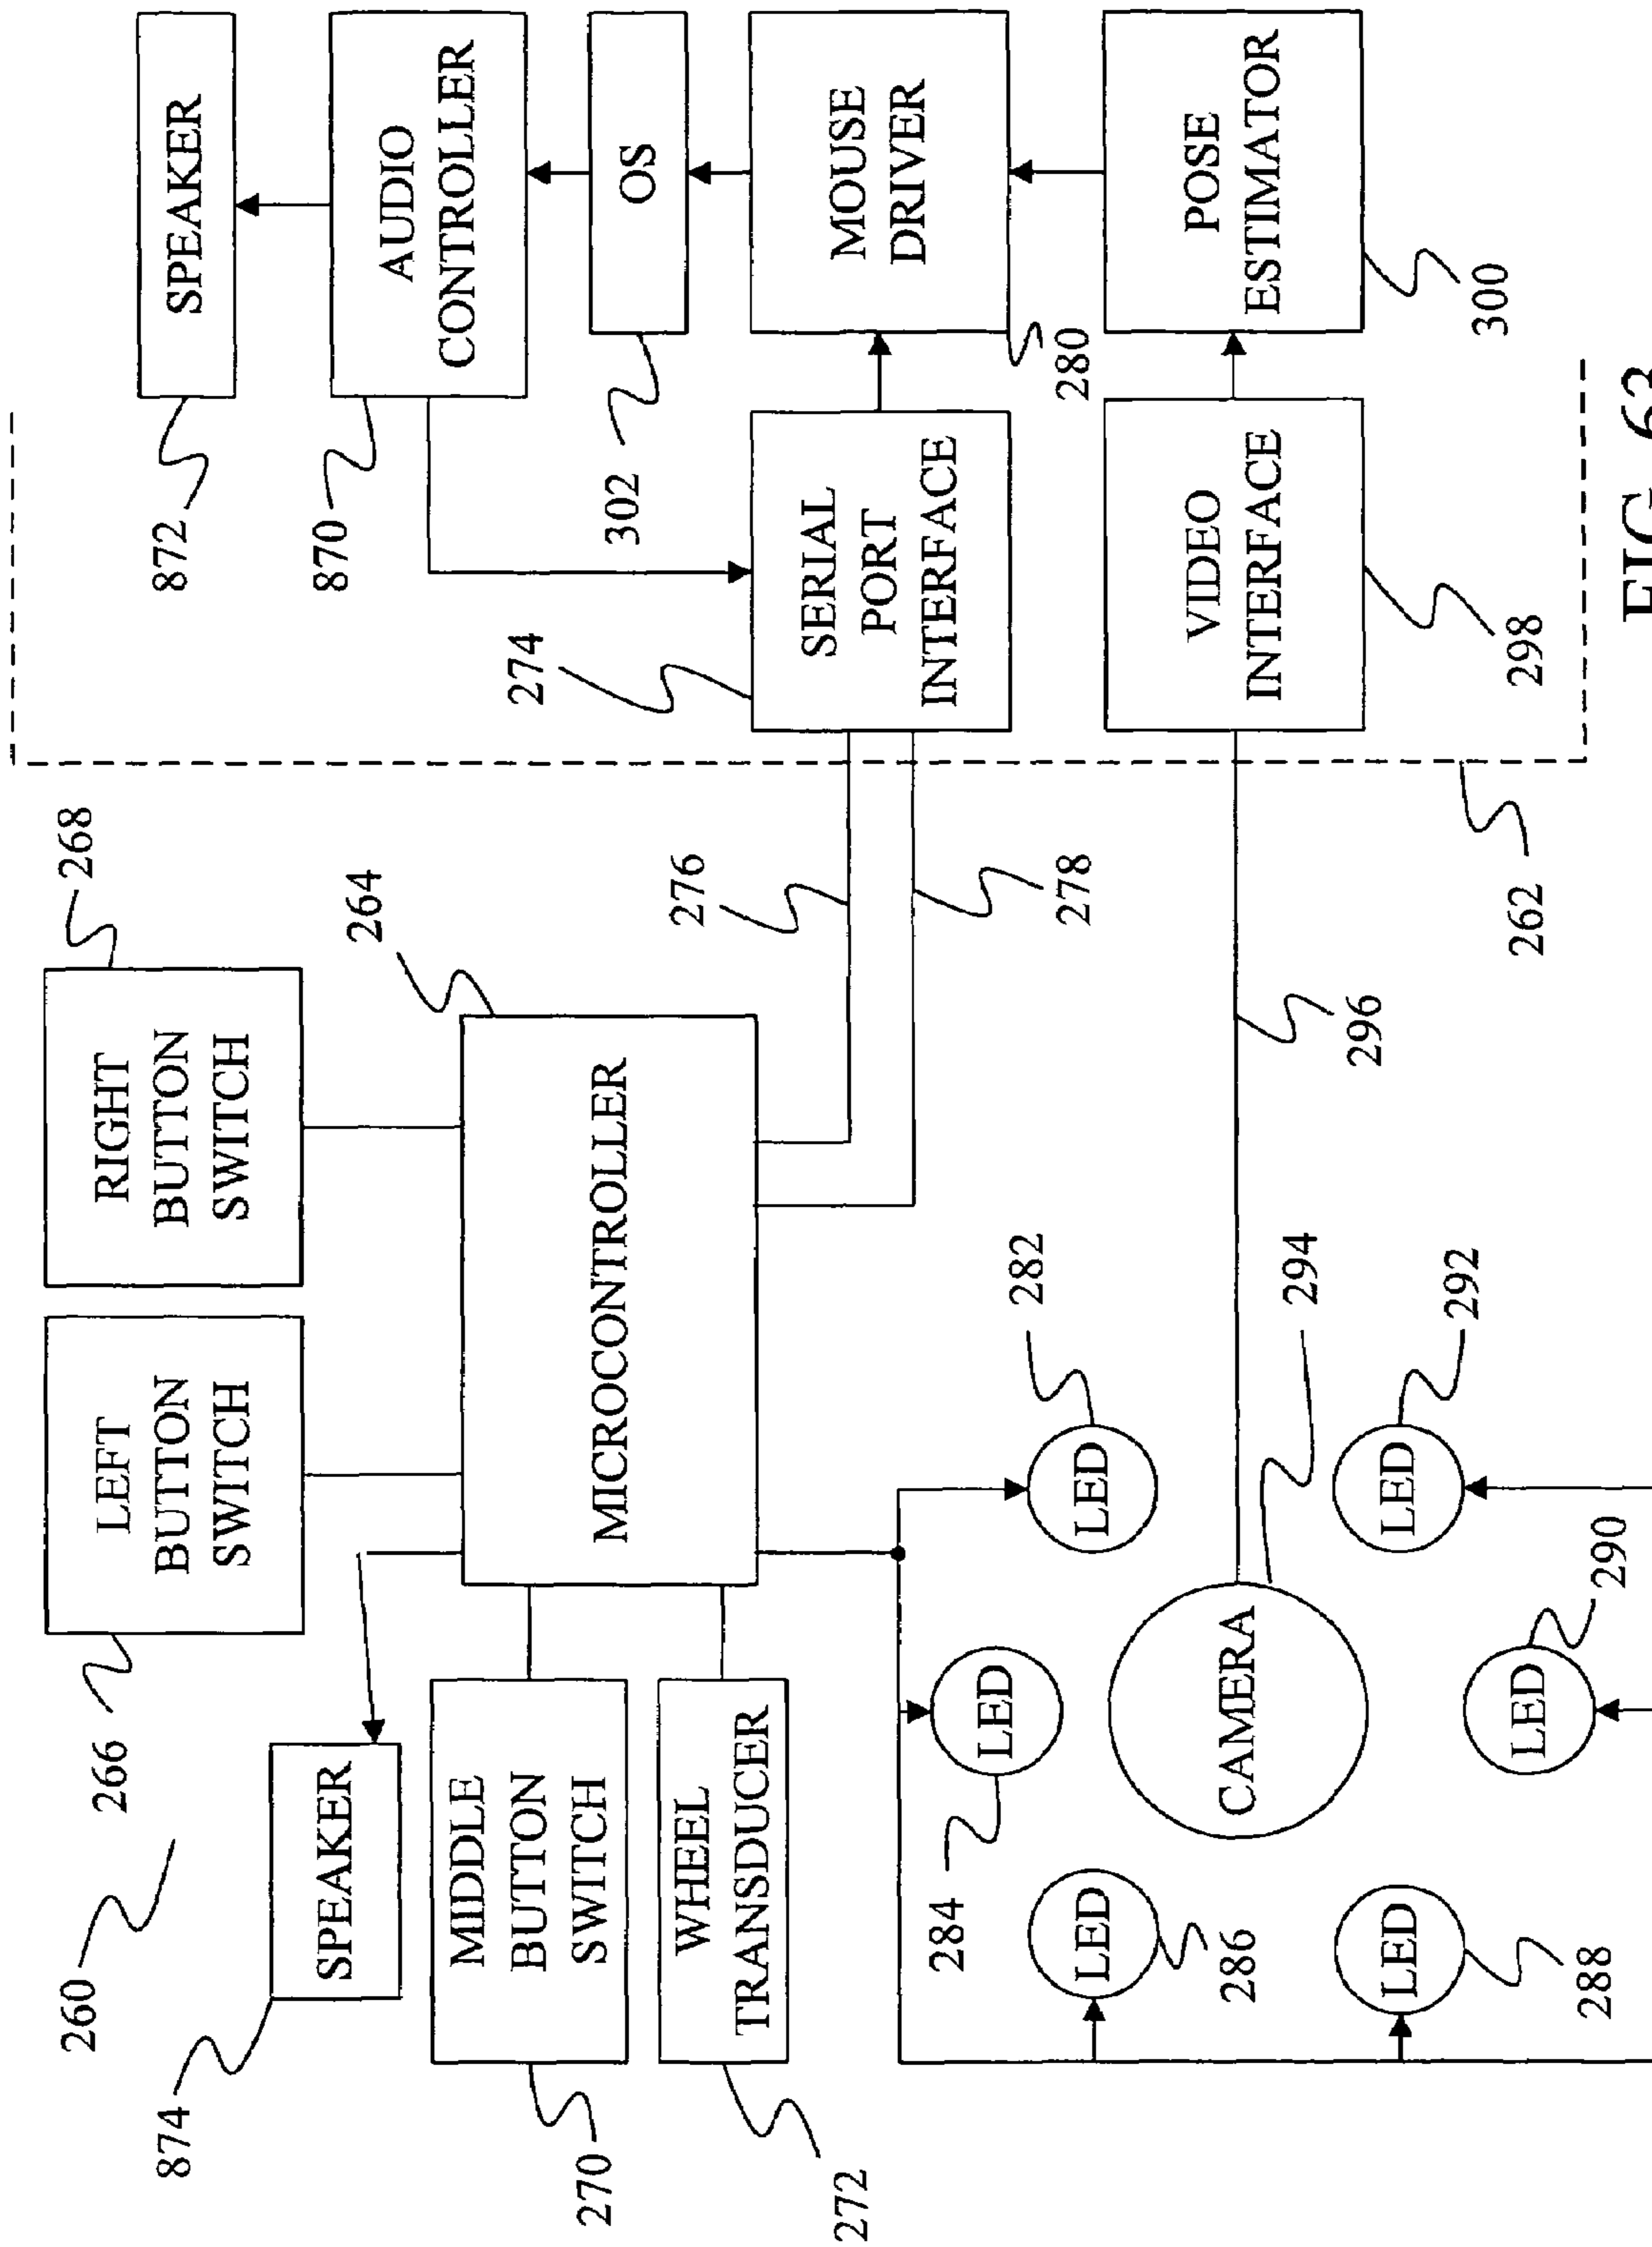 260
874
SPEAKER
266
LEFT
BUTTON
SWITCH
RIGHT
BUTTON
SWITCH
268
264
MICROCONTROLLER
MIDDLE
BUTTON
SWITCH
270
WHEEL
TRANSDUCER
272
276
278
872
SPEAKER
870
AUDIO
CONTROLLER
302
OS
274
SERIAL
PORT
INTERFACE
MOUSE
DRIVER
280
VIDEO
INTERFACE
298
POSE
ESTIMATOR
300
262
296
LED
282
LED
284
LED
286
LED
288
LED
290
LED
292
CAMERA
294
FIG. 63